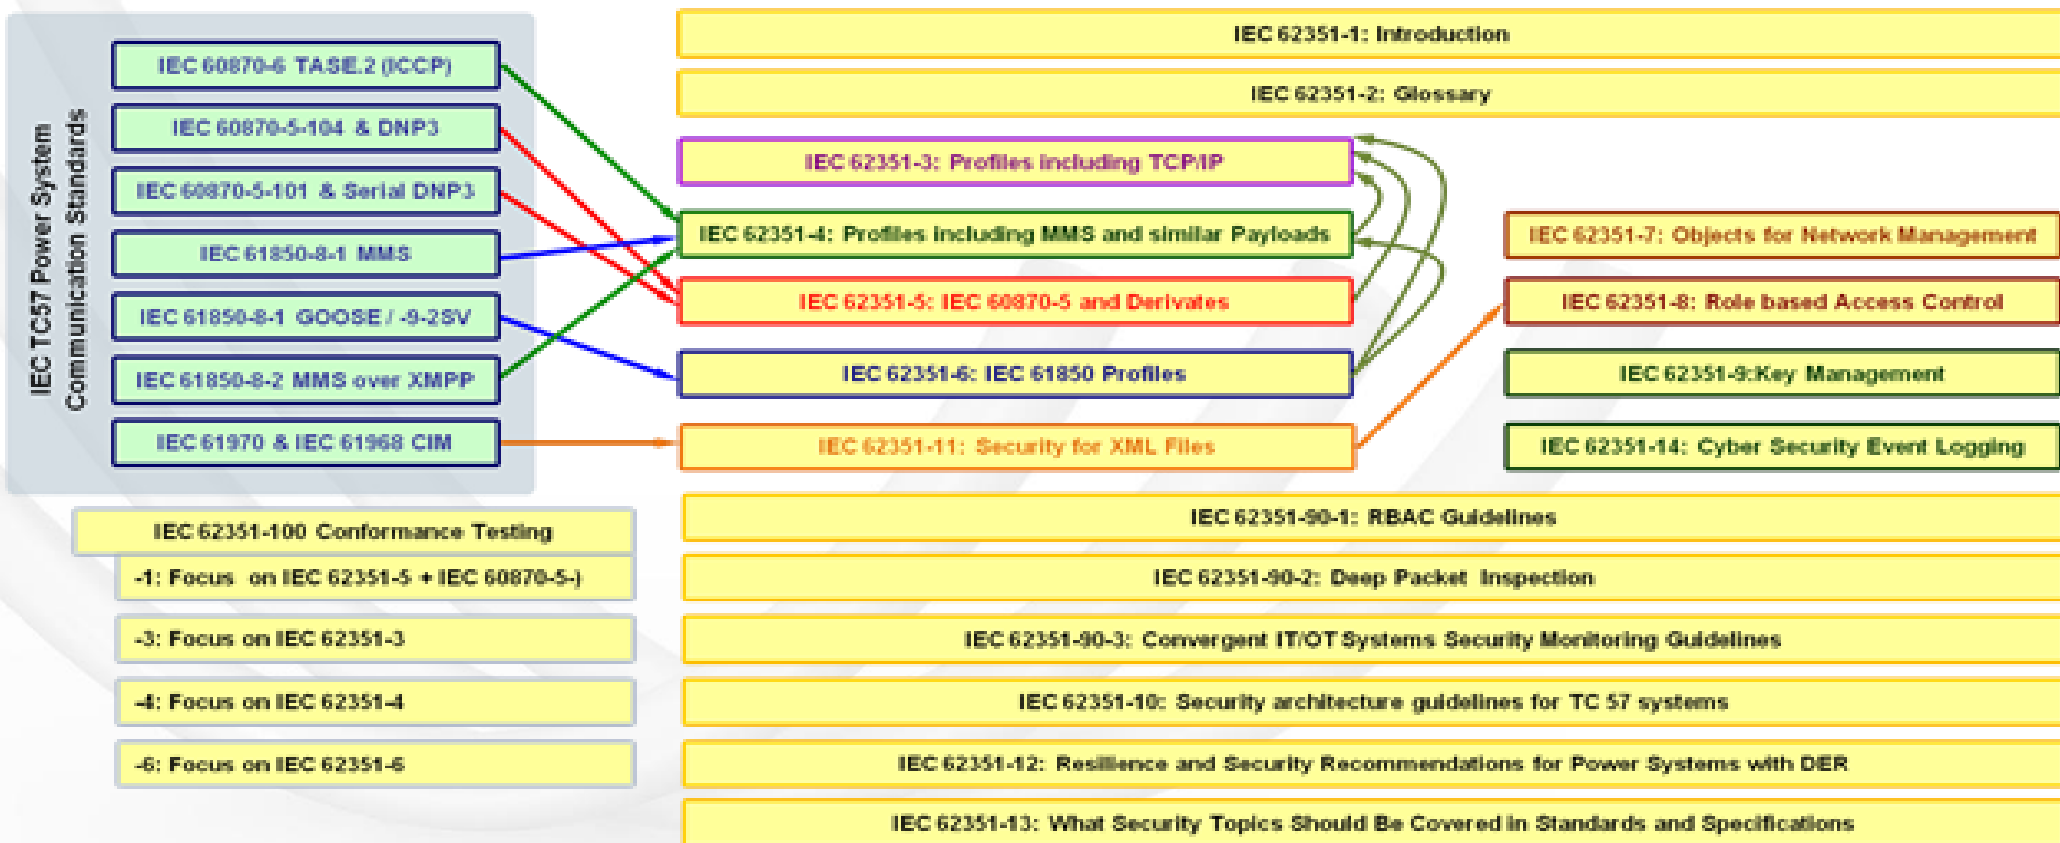 IEC TC57 Power System
Communication Standards
IEC 60870-6 TASE.2 (ICCP)
IEC 60870-5-104 & DNP3
IEC 60870-5-101 & Serial DNP3
IEC 61850-8-1 MMS
IEC 61850-8-1 GOOSE / -9-2SV
IEC 61850-8-2 MMS over XMPP
IEC 61970 & IEC 61968 CIM
IEC 62351-100 Conformance Testing
-1: Focus on IEC 62351-5 + IEC 60870-5-)
-3: Focus on IEC 62351-3
-4: Focus on IEC 62351-4
-6: Focus on IEC 62351-6
IEC 62351-1: Introduction
IEC 62351-2: Glossary
IEC 62351-3: Profiles including TCP/IP
IEC 62351-4: Profiles including MMS and similar Payloads
IEC 62351-5: IEC 60870-5 and Derivates
IEC 62351-6: IEC 61850 Profiles
IEC 62351-11: Security for XML Files
IEC 62351-7: Objects for Network Management
IEC 62351-8: Role based Access Control
IEC 62351-9:Key Management
IEC 62351-14: Cyber Security Event Logging
IEC 62351-90-1: RBAC Guidelines
IEC 62351-90-2: Deep Packet Inspection
IEC 62351-90-3: Convergent IT/OT Systems Security Monitoring Guidelines
IEC 62351-10: Security architecture guidelines for TC 57 systems
IEC 62351-12: Resilience and Security Recommendations for Power Systems with DER
IEC 62351-13: What Security Topics Should Be Covered in Standards and Specifications